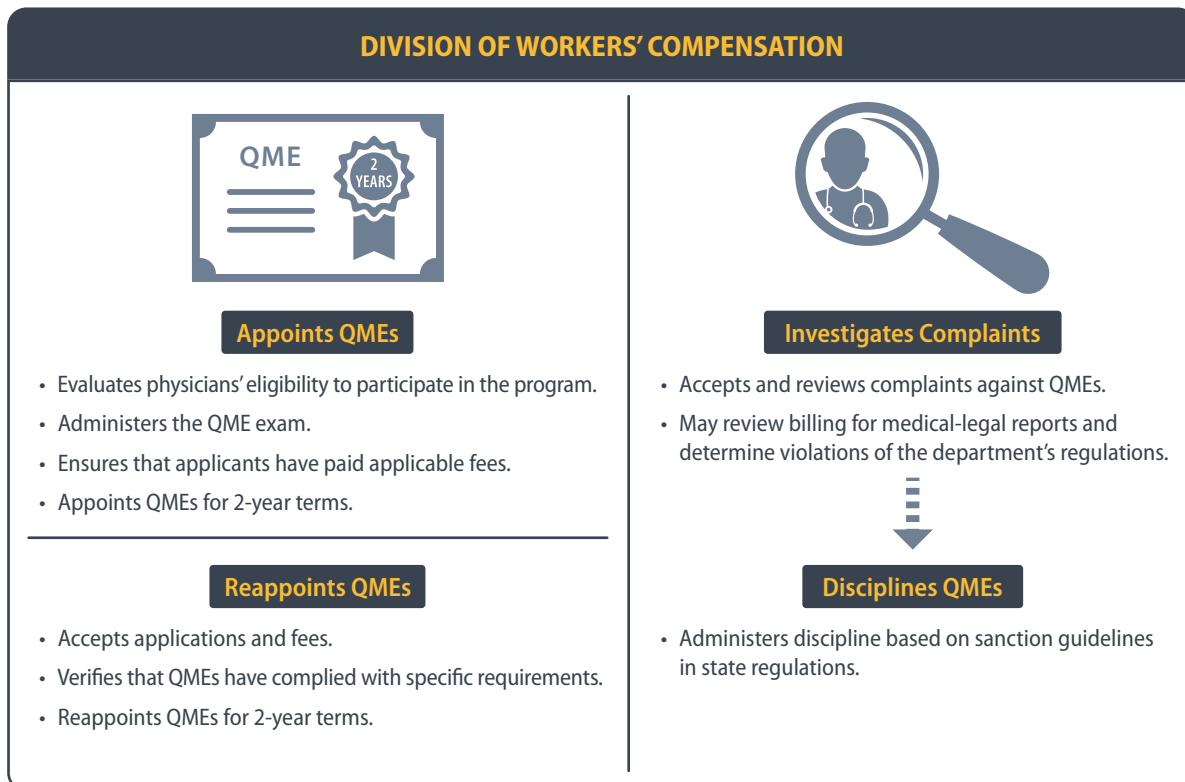 DIVISION OF WORKERS’ COMPENSATION
QME
2
YEARS
Appoints QMEs
• Evaluates physicians’ eligibility to participate in the program.
• Administers the QME exam.
• Ensures that applicants have paid applicable fees.
• Appoints QMEs for 2-year terms.
Reappoints QMEs
• Accepts applications and fees.
• Verifies that QMEs have complied with specific requirements.
• Reappoints QMEs for 2-year terms.
Investigates Complaints
• Accepts and reviews complaints against QMEs.
• May review billing for medical-legal reports and
determine violations of the department’s regulations.
Disciplines QMEs
• Administers discipline based on sanction guidelines
in state regulations.